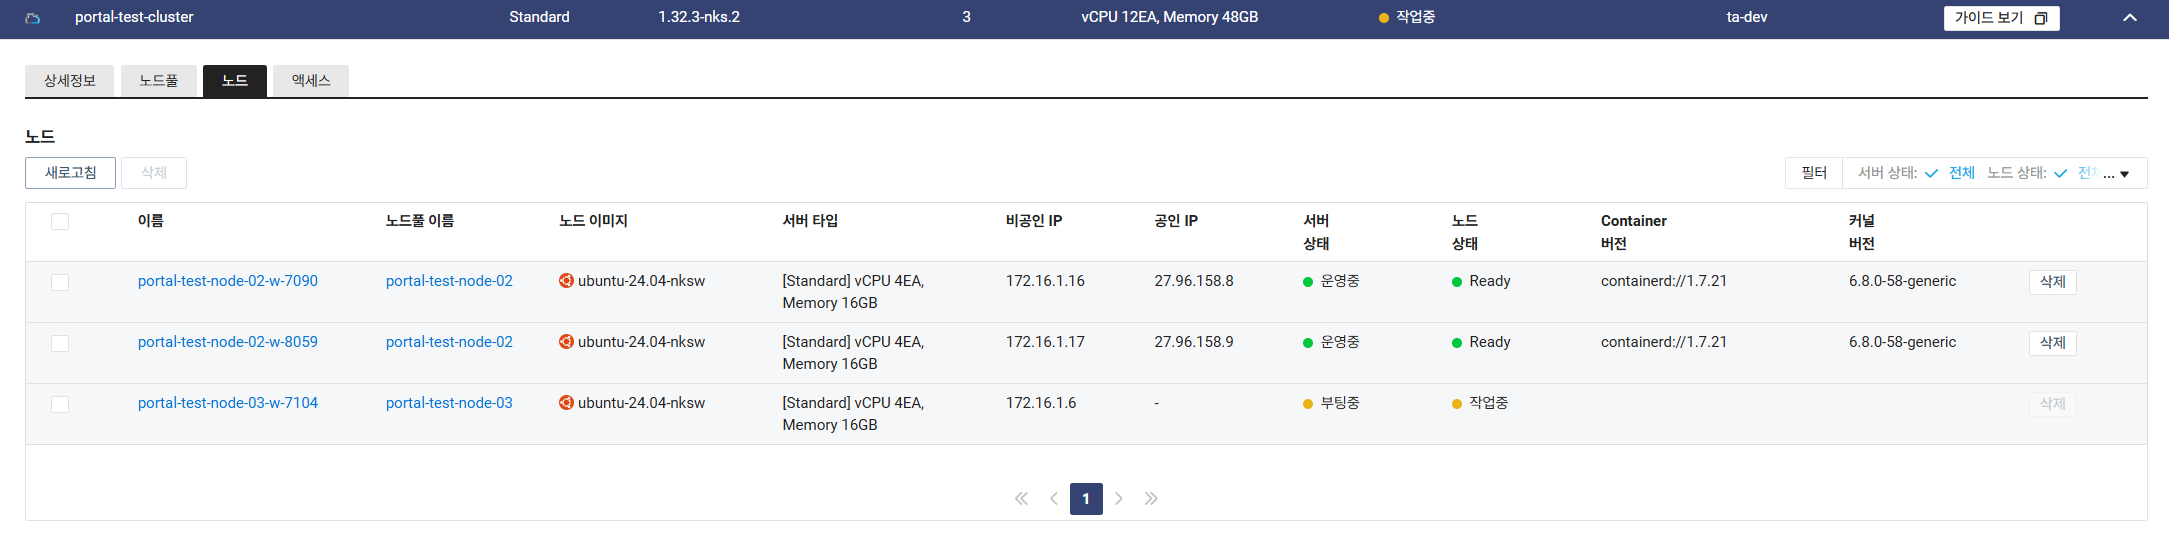 portal-test-cluster Standard 1.32.3-nks.2 3 vCPU 12EA, Memory 48GB 작업중 ta-dev 가이드 보기
상세정보 노드풀 노드 액세스
노드
새로고침 삭제 필터 서버 상태: 전체 노드 상태: ...
이름 노드풀 이름 노드 이미지 서버 타입 비공인 IP 공인 IP 서버 노드 Container 커널
상태 상태 버전 버전
portal-test-node-02-w-7090 portal-test-node-02 ubuntu-24.04-nksw [Standard] vCPU 4EA, 172.16.1.16 27.96.158.8 운영중 Ready containerd://1.7.21 6.8.0-58-generic 삭제
Memory 16GB
portal-test-node-02-w-8059 portal-test-node-02 ubuntu-24.04-nksw [Standard] vCPU 4EA, 172.16.1.17 27.96.158.9 운영중 Ready containerd://1.7.21 6.8.0-58-generic 삭제
Memory 16GB
portal-test-node-03-w-7104 portal-test-node-03 ubuntu-24.04-nksw [Standard] vCPU 4EA, 172.16.1.6 - 부팅중 작업중 삭제
Memory 16GB
1